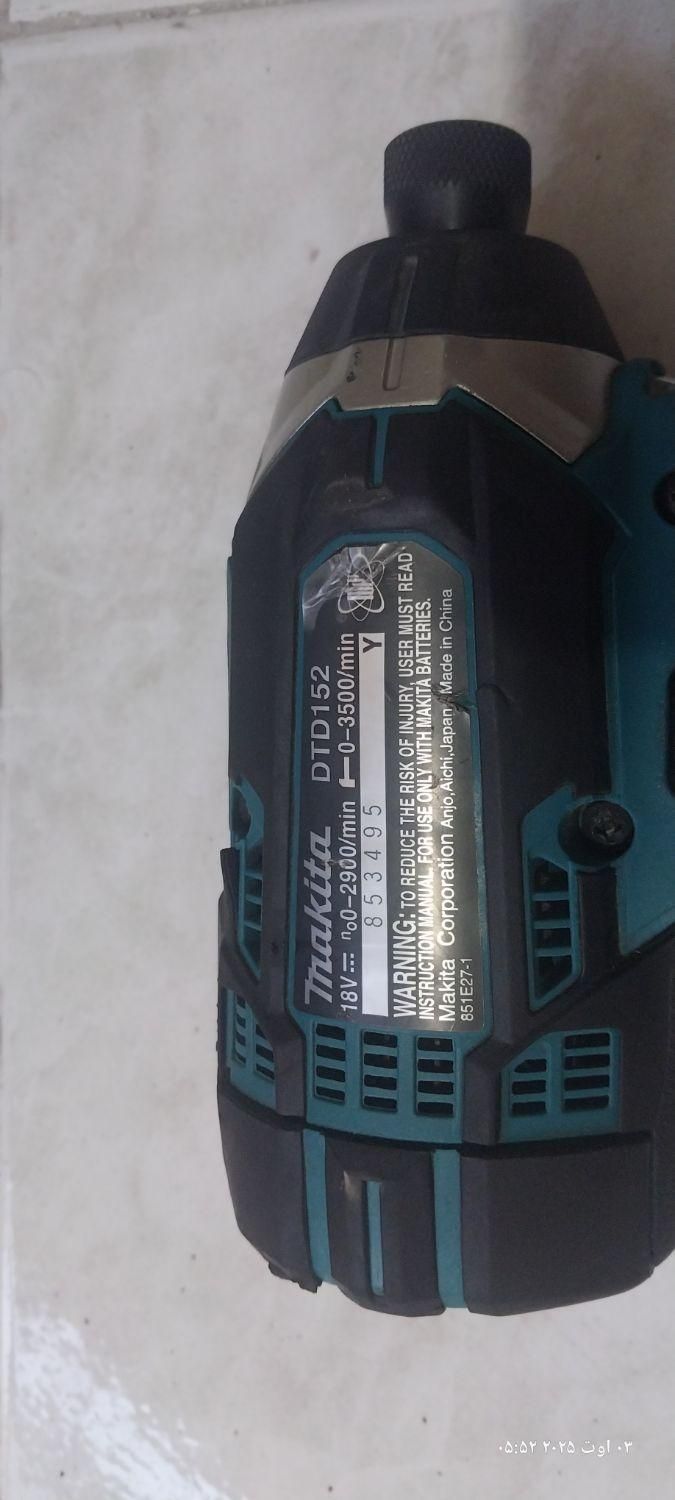 makita DTD152
18V n₀0-2900/min 0-3500/min
853495 Y
WARNING: TO REDUCE THE RISK OF INJURY, USER MUST READ
INSTRUCTION MANUAL. FOR USE ONLY WITH MAKITA BATTERIES.
Makita Corporation Anjo,Aichi,Japan Made in China
851E27-1
۰۳ اوت ۲۰۲۵ ۰۵:۵۲